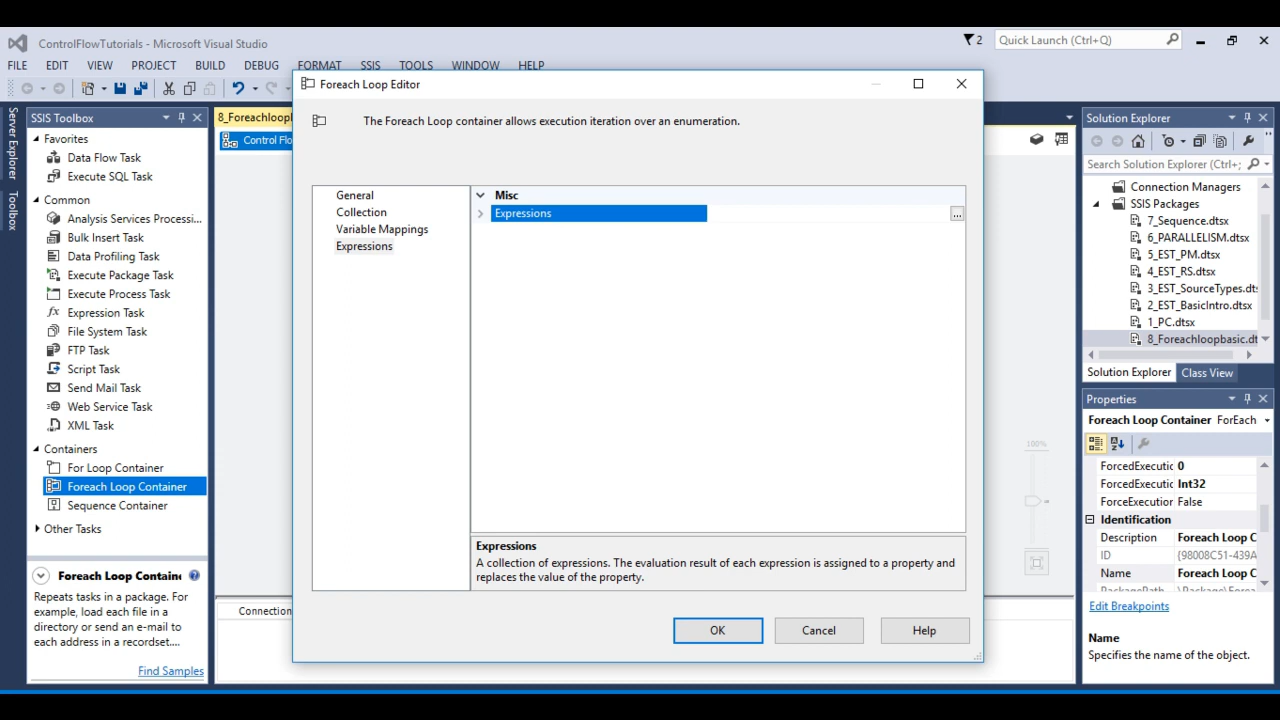 ControlFlowTutorials - Microsoft Visual Studio
2
Quick Launch (Ctrl+Q)
FILE EDIT VIEW PROJECT BUILD DEBUG FORMAT SSIS TOOLS WINDOW HELP
Server Explorer
Toolbox
SSIS Toolbox
Favorites
Data Flow Task
Execute SQL Task
Common
Analysis Services Processi...
Bulk Insert Task
Data Profiling Task
Execute Package Task
Execute Process Task
Expression Task
File System Task
FTP Task
Script Task
Send Mail Task
Web Service Task
XML Task
Containers
For Loop Container
Foreach Loop Container
Sequence Container
Other Tasks
Foreach Loop Containe
Repeats tasks in a package. For
example, load each file in a
directory or send an e-mail to
each address in a recordset....
Find Samples
8_Foreachloopl
Control Flo
Connection
100%
Foreach Loop Editor
The Foreach Loop container allows execution iteration over an enumeration.
General
Collection
Variable Mappings
Expressions
Misc
Expressions
...
Expressions
A collection of expressions. The evaluation result of each expression is assigned to a property and
replaces the value of the property.
OK Cancel Help
Solution Explorer
Search Solution Explorer (Ctrl+;
Connection Managers
SSIS Packages
7_Sequence.dtsx
6_PARALLELISM.dtsx
5_EST_PM.dtsx
4_EST_RS.dtsx
3_EST_SourceTypes.dts
2_EST_BasicIntro.dtsx
1_PC.dtsx
8_Foreachloopbasic.dt
Solution Explorer Class View
Properties
Foreach Loop Container ForEach
ForcedExecutic 0
ForcedExecutic Int32
ForceExecution False
Identification
Description Foreach Loop C
ID {98008C51-439A
Name Foreach Loop C
PackagePath \Package\Forea
Edit Breakpoints
Name
Specifies the name of the object.